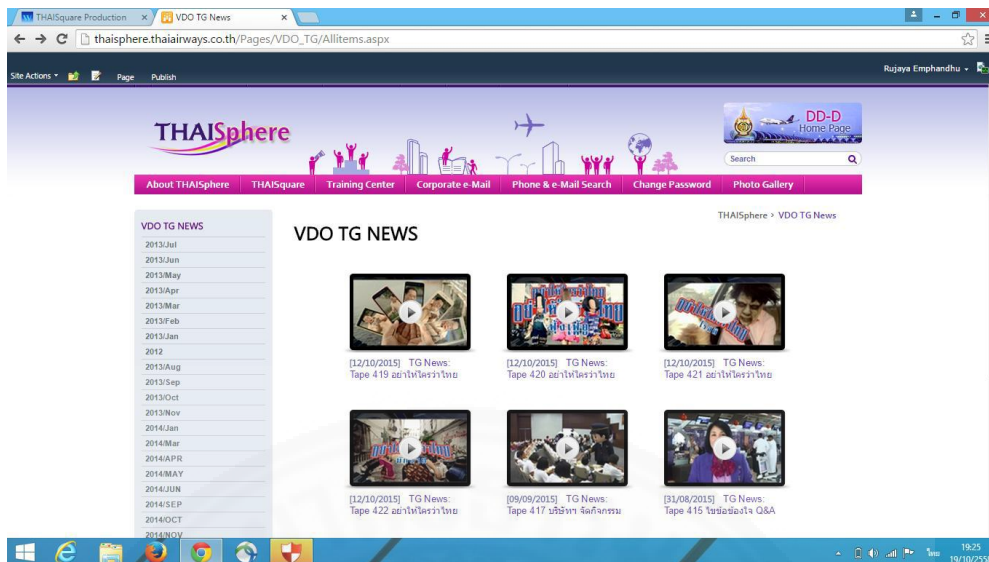 THAISquare Production
VDO TG News
thaisphere.thaiairways.co.th/Pages/VDO_TG/Allitems.aspx
Site Actions
Page
Publish
Rujaya Emphandhu
THAISphere
DD-D
Home Page
Search
About THAISphere
THAISquare
Training Center
Corporate e-Mail
Phone & e-Mail Search
Change Password
Photo Gallery
THAISphere > VDO TG News
VDO TG NEWS
2013/Jul
2013/Jun
2013/May
2013/Apr
2013/Mar
2013/Feb
2013/Jan
2012
2013/Aug
2013/Sep
2013/Oct
2013/Nov
2014/Jan
2014/Mar
2014/APR
2014/MAY
2014/JUN
2014/SEP
2014/OCT
2014/NOV
VDO TG NEWS
[12/10/2015] TG News:
Tape 419 อย่าให้ใครว่าไทย
[12/10/2015] TG News:
Tape 420 อย่าให้ใครว่าไทย
[12/10/2015] TG News:
Tape 421 อย่าให้ใครว่าไทย
[12/10/2015] TG News:
Tape 422 อย่าให้ใครว่าไทย
[09/09/2015] TG News:
Tape 417 บริษัทฯ จัดกิจกรรม
[31/08/2015] TG News:
Tape 415 ไขข้อข้องใจ Q&A
ไทย
19:25
19/10/255